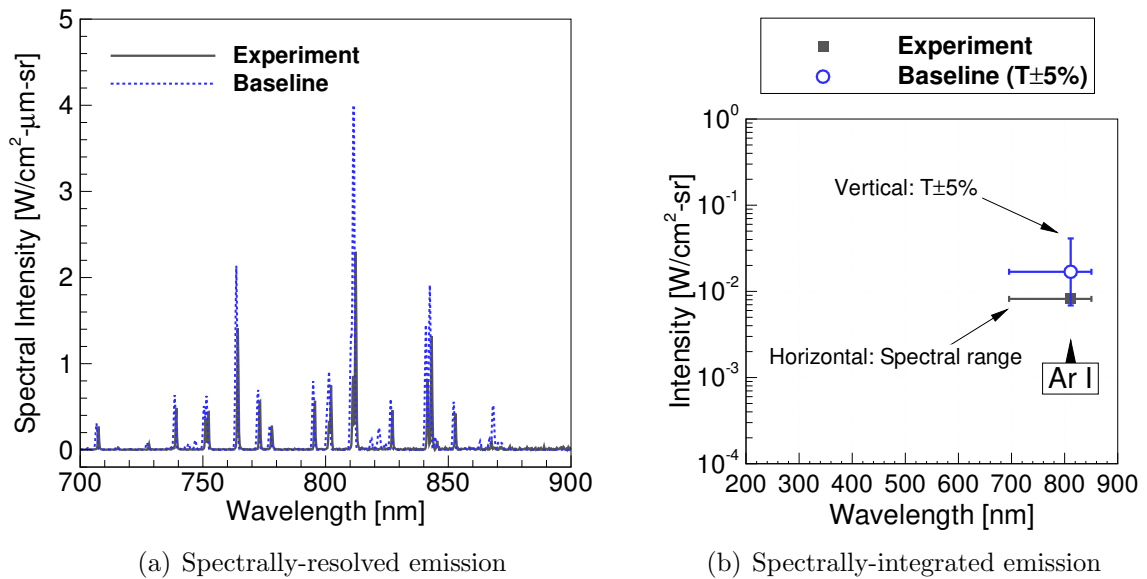 5
4
3
2
1
0
Spectral Intensity [W/cm²-μm-sr]
Experiment
Baseline
700
750
800
850
900
Wavelength [nm]
(a) Spectrally-resolved emission
Experiment
Baseline (T±5%)
10⁰
10⁻¹
10⁻²
10⁻³
10⁻⁴
Intensity [W/cm²-sr]
Vertical: T±5%
Horizontal: Spectral range
Ar I
200
300
400
500
600
700
800
900
Wavelength [nm]
(b) Spectrally-integrated emission